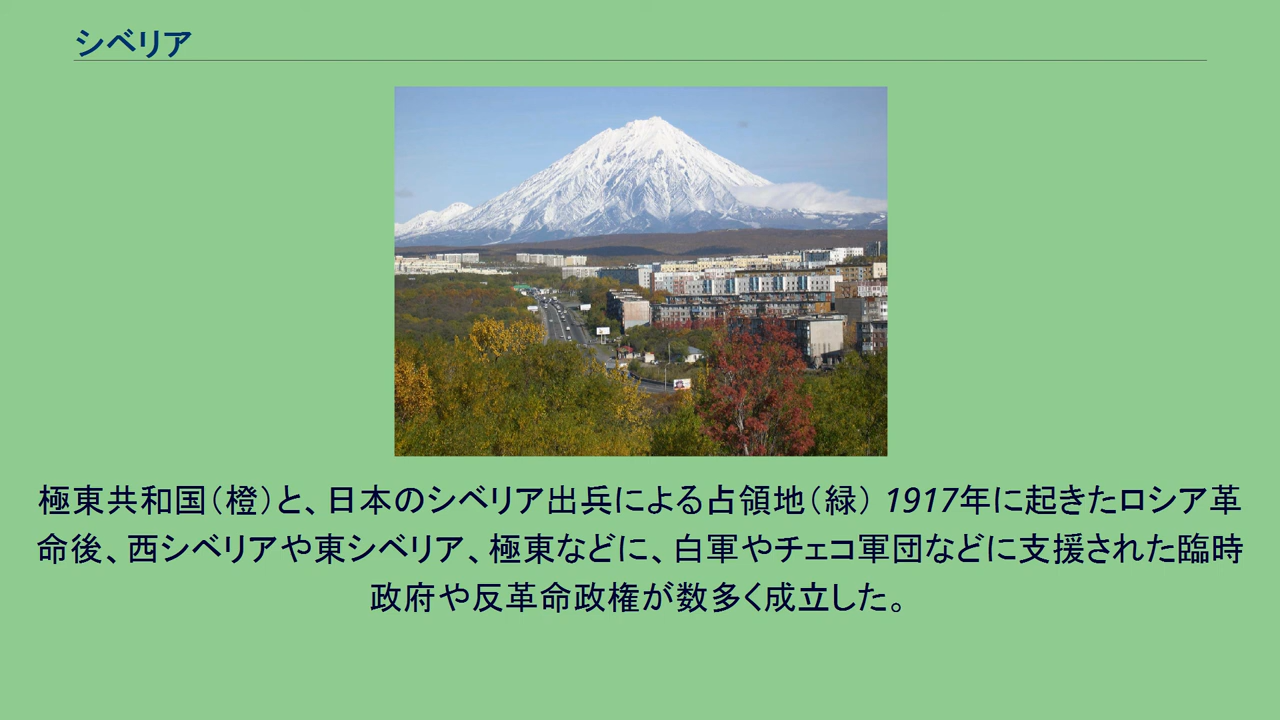 シベリア
極東共和国（橙）と、日本のシベリア出兵による占領地（緑） 1917年に起きたロシア革
命後、西シベリアや東シベリア、極東などに、白軍やチェコ軍団などに支援された臨時
政府や反革命政権が数多く成立した。